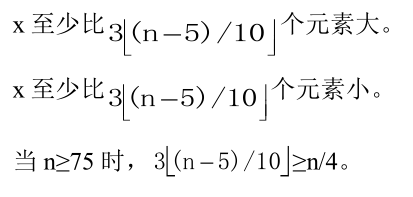 x 至少比3⌊(n－5)/10⌋个元素大。
x 至少比3⌊(n－5)/10⌋个元素小。
当 n≥75 时，3⌊(n－5)/10⌋≥n/4。